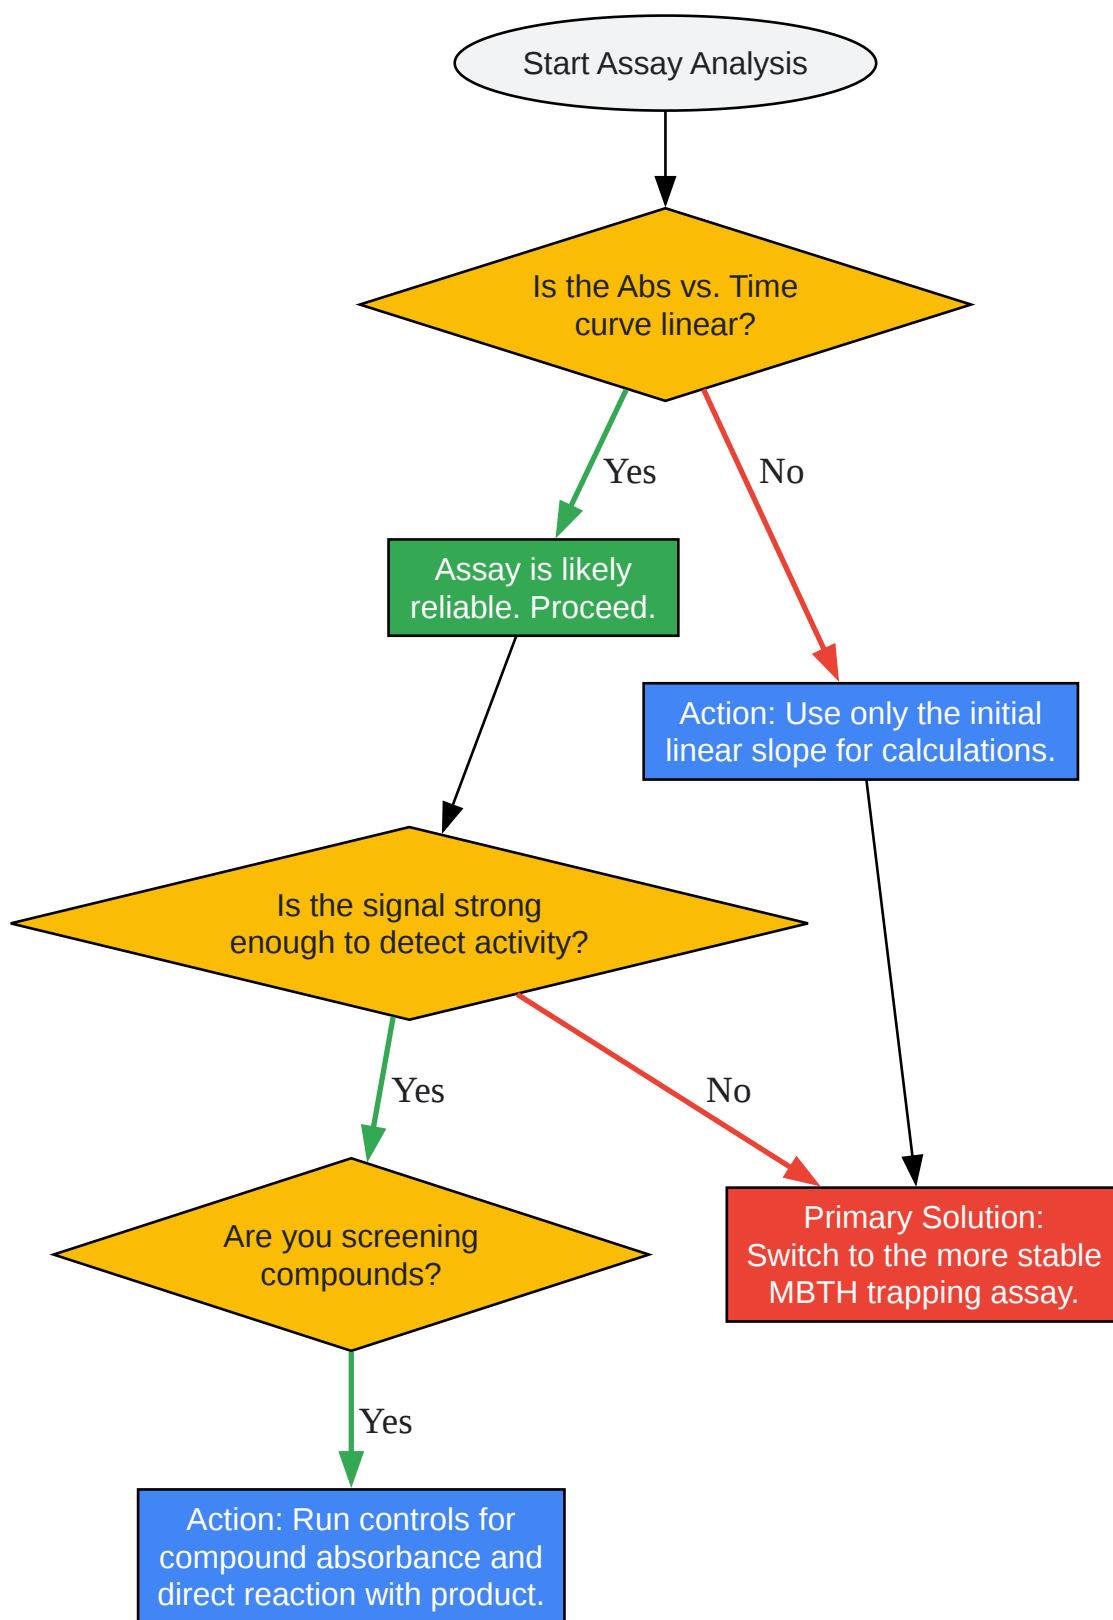 Start Assay Analysis
Is the Abs vs. Time
curve linear?
Yes
No
Assay is likely
reliable. Proceed.
Action: Use only the initial
linear slope for calculations.
Is the signal strong
enough to detect activity?
Yes
No
Are you screening
compounds?
Primary Solution:
Switch to the more stable
MBTH trapping assay.
Yes
Action: Run controls for
compound absorbance and
direct reaction with product.